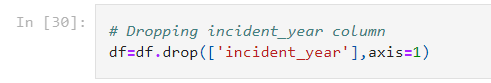 In [30]:
# Dropping incident_year column
df=df.drop(['incident_year'],axis=1)